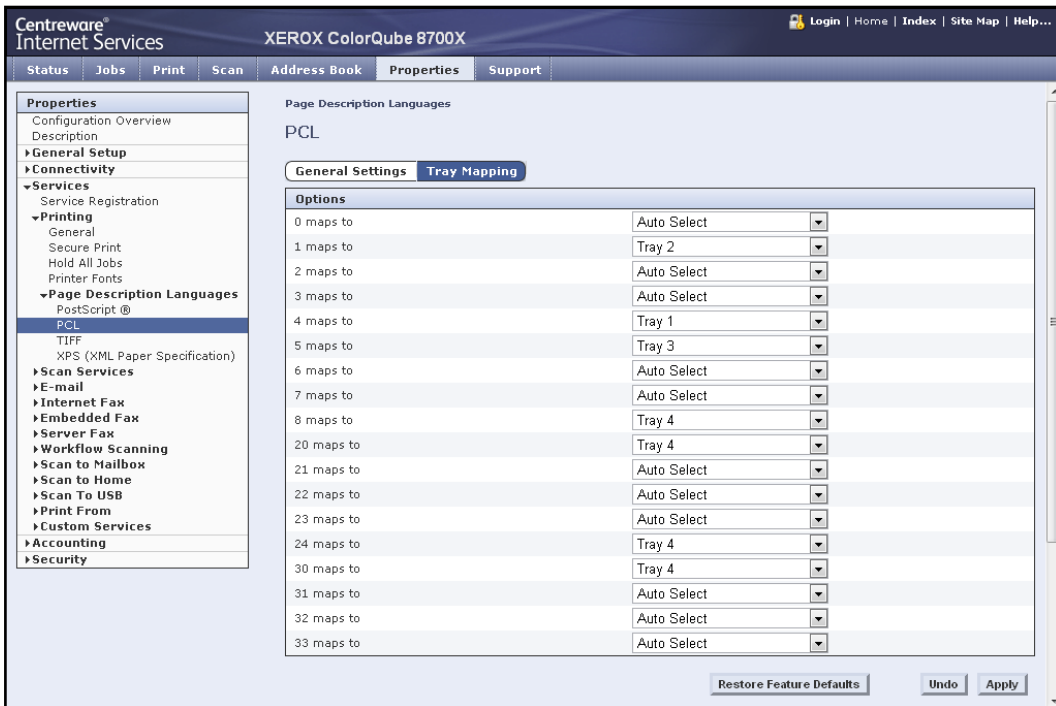 Centreware®
Internet Services
XEROX ColorQube 8700X
Login | Home | Index | Site Map | Help...
Status Jobs Print Scan Address Book Properties Support
Properties
Configuration Overview
Description
General Setup
Connectivity
Services
Service Registration
Printing
General
Secure Print
Hold All Jobs
Printer Fonts
Page Description Languages
PostScript ®
PCL
TIFF
XPS (XML Paper Specification)
Scan Services
E-mail
Internet Fax
Embedded Fax
Server Fax
Workflow Scanning
Scan to Mailbox
Scan to Home
Scan To USB
Print From
Custom Services
Accounting
Security
Page Description Languages
PCL
General Settings Tray Mapping
Options
0 maps to Auto Select
1 maps to Tray 2
2 maps to Auto Select
3 maps to Auto Select
4 maps to Tray 1
5 maps to Tray 3
6 maps to Auto Select
7 maps to Auto Select
8 maps to Tray 4
20 maps to Tray 4
21 maps to Auto Select
22 maps to Auto Select
23 maps to Auto Select
24 maps to Tray 4
30 maps to Tray 4
31 maps to Auto Select
32 maps to Auto Select
33 maps to Auto Select
Restore Feature Defaults Undo Apply